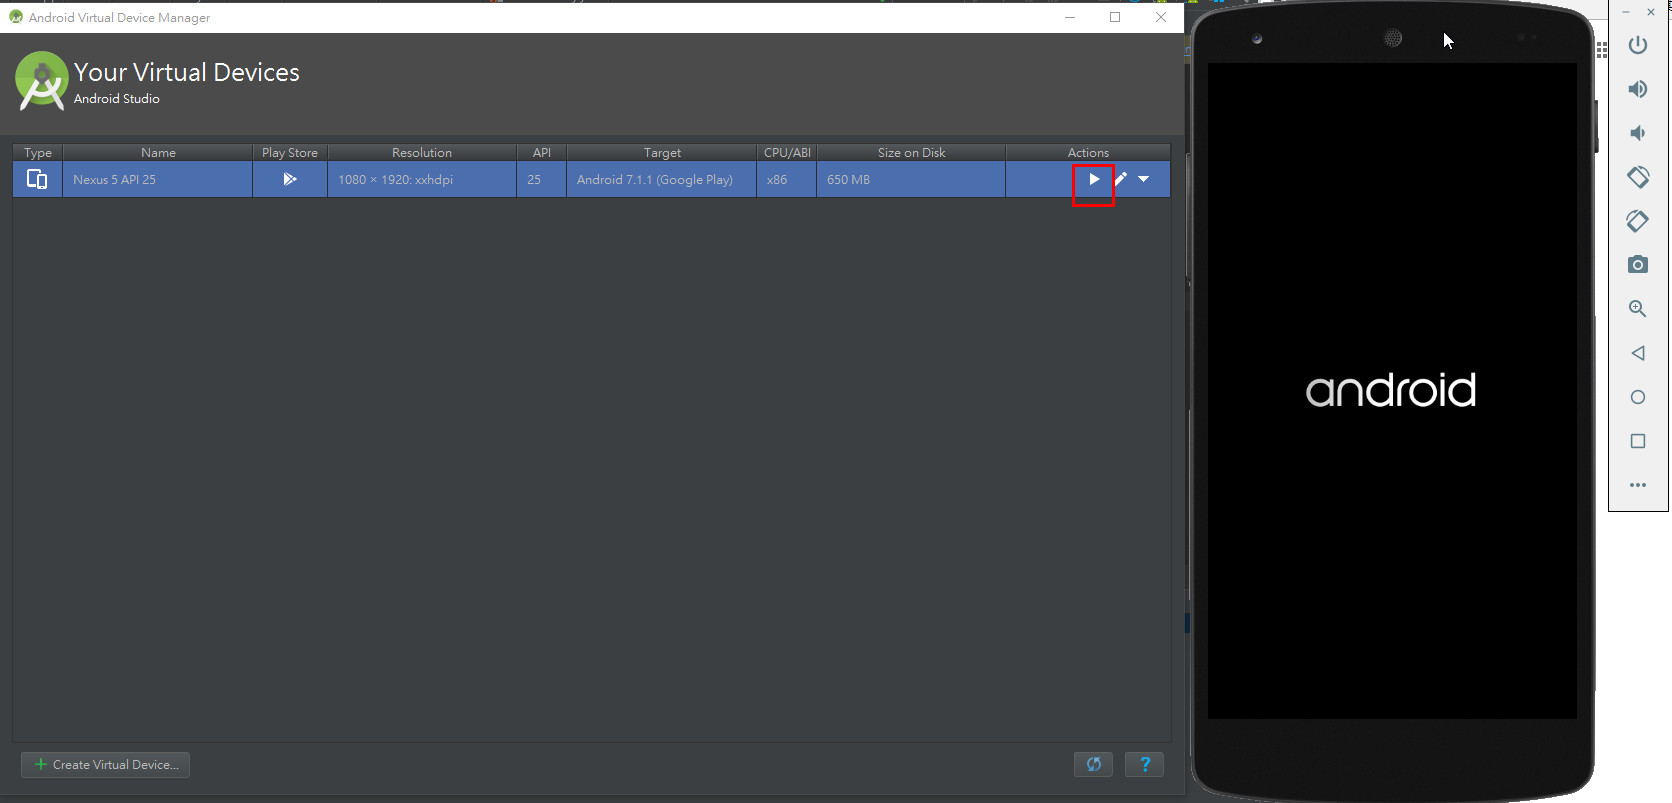 Android Virtual Device Manager
Your Virtual Devices
Android Studio
Type Name Play Store Resolution API Target CPU/ABI Size on Disk Actions
Nexus 5 API 25 1080 × 1920: xxhdpi 25 Android 7.1.1 (Google Play) x86 650 MB
android
Create Virtual Device...
?